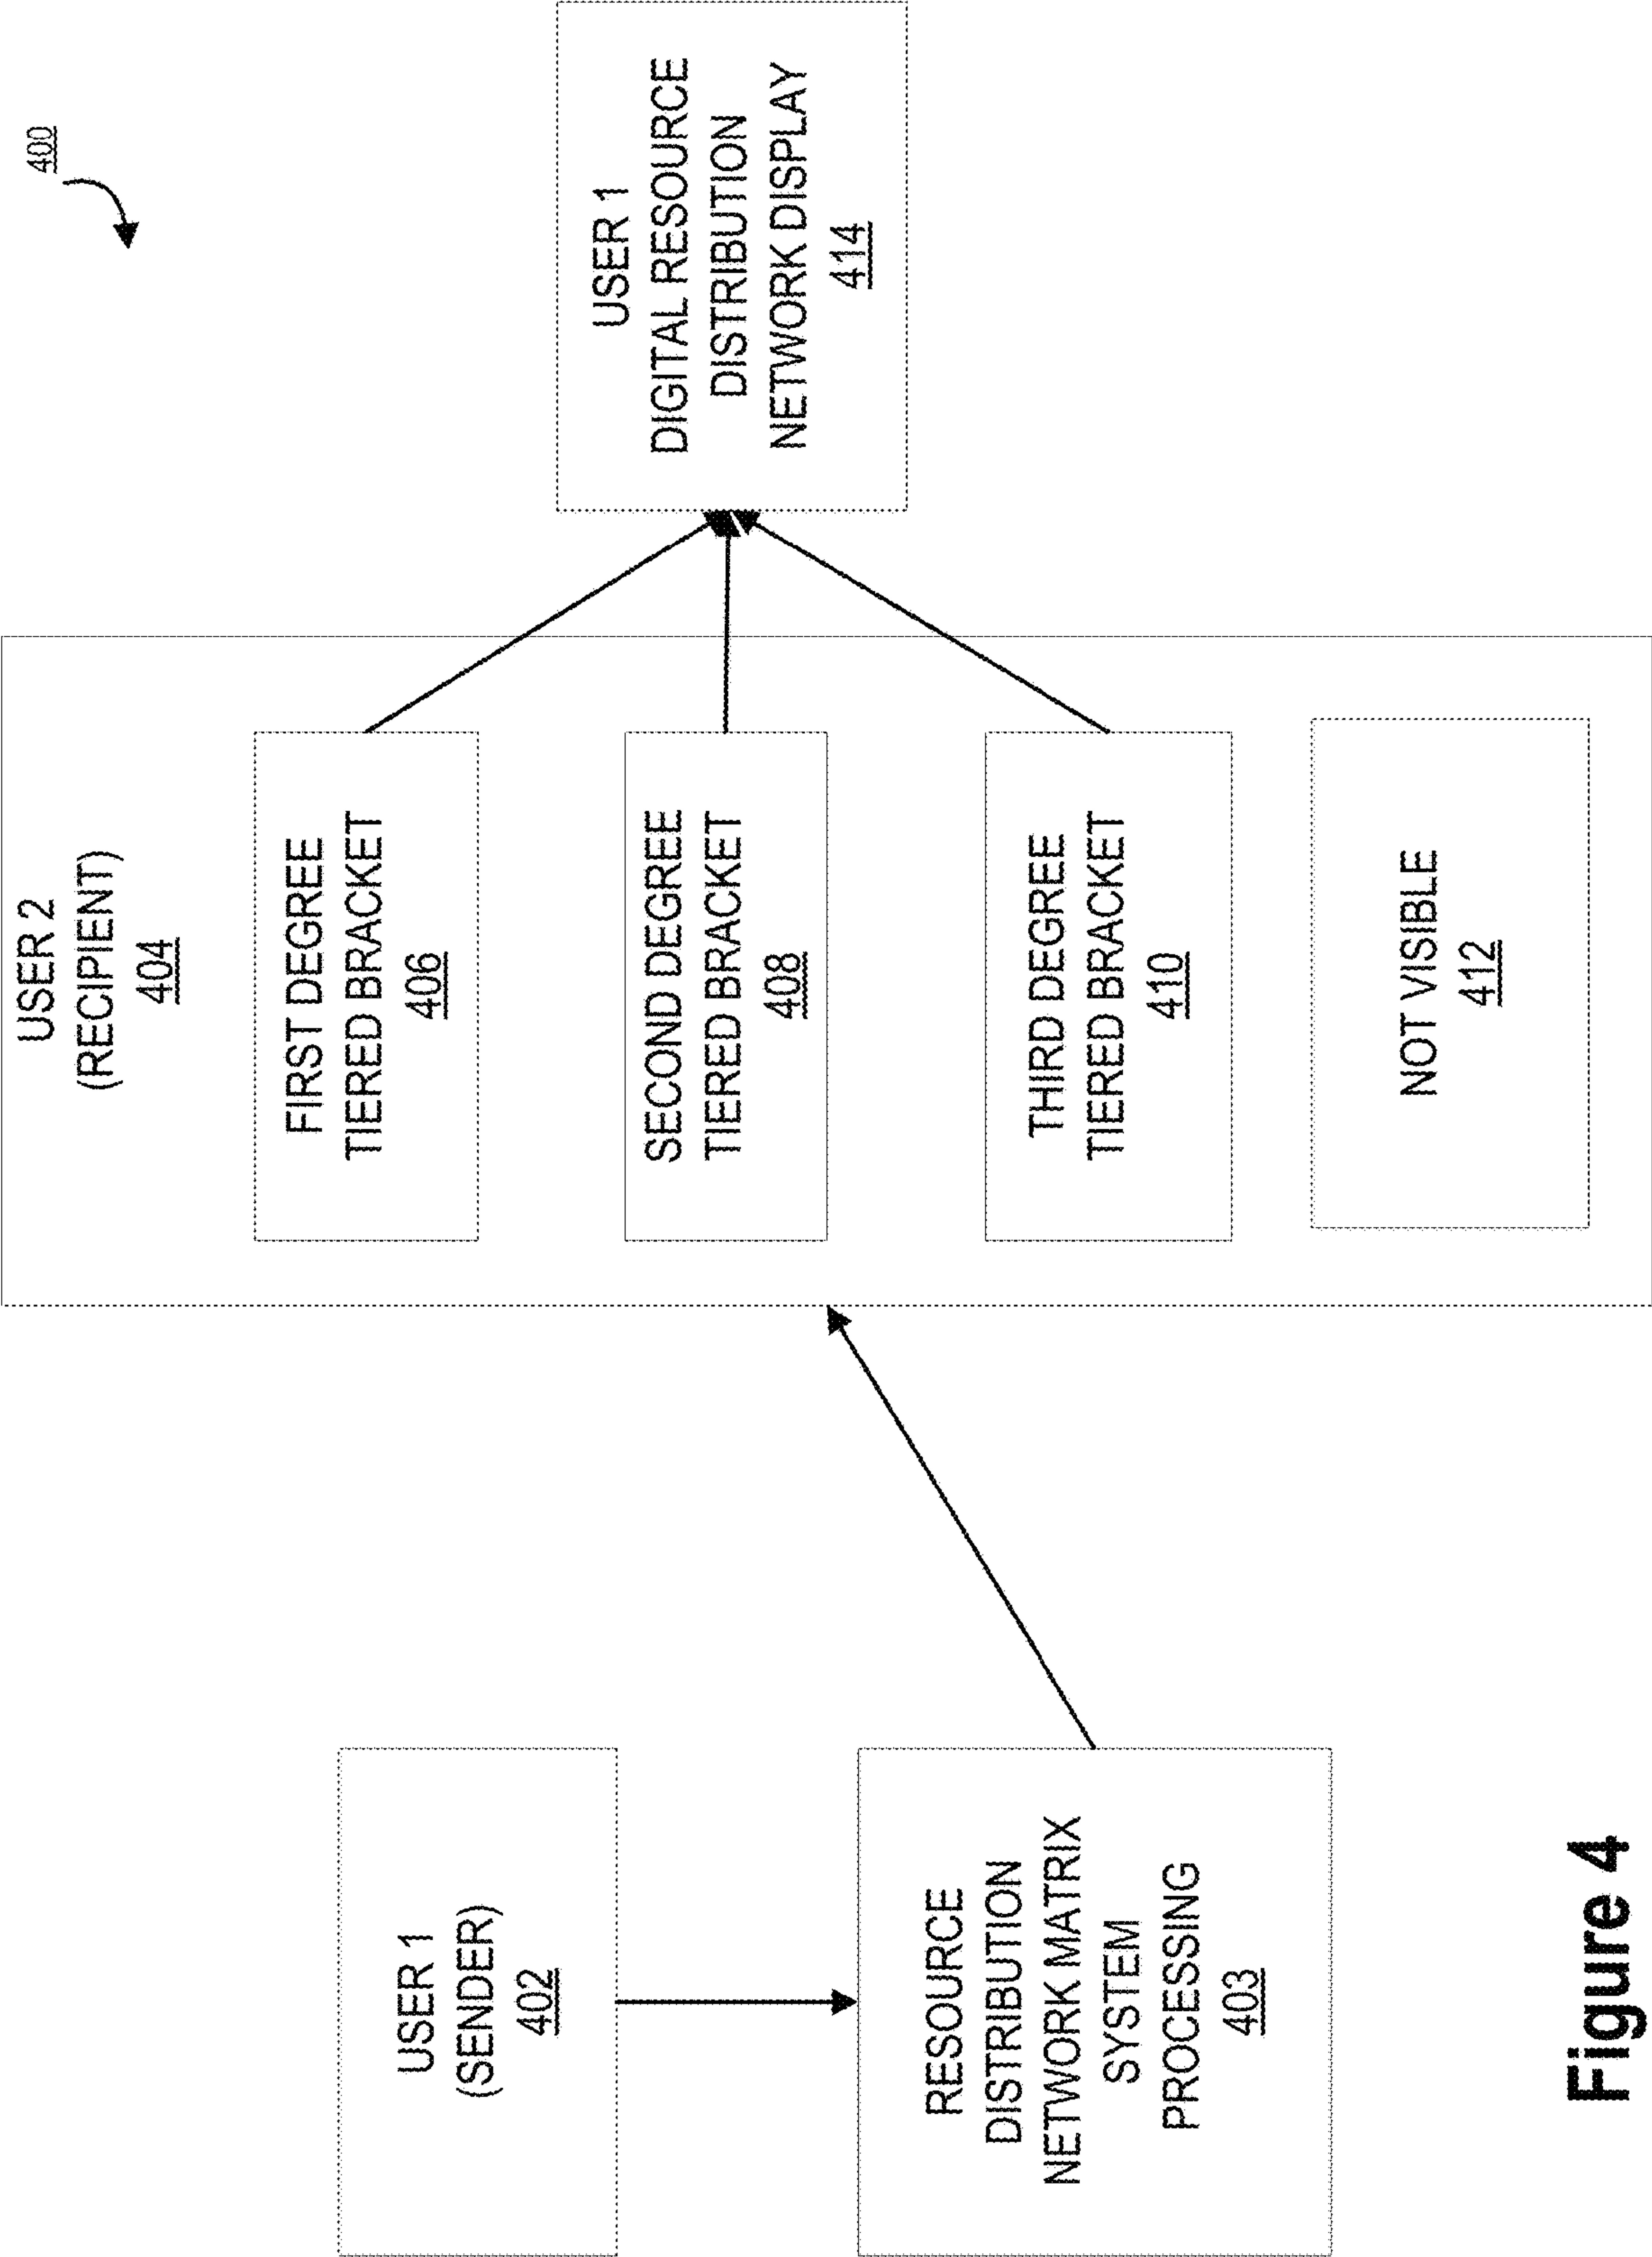 400
USER 1
(SENDER)
402
RESOURCE
DISTRIBUTION
NETWORK MATRIX
SYSTEM
PROCESSING
403
USER 2
(RECIPIENT)
404
FIRST DEGREE
TIERED BRACKET
406
SECOND DEGREE
TIERED BRACKET
408
THIRD DEGREE
TIERED BRACKET
410
NOT VISIBLE
412
USER 1
DIGITAL RESOURCE
DISTRIBUTION
NETWORK DISPLAY
414
Figure 4